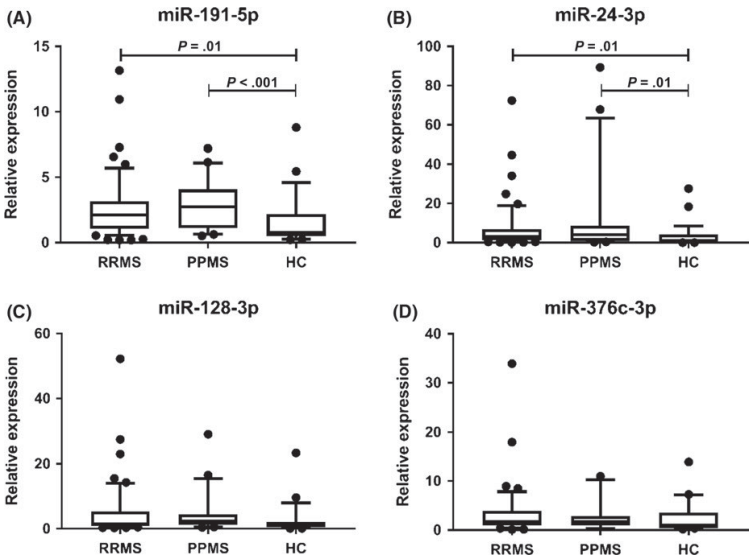 (A)
miR-191-5p
Relative expression
15
10
5
0
P = .01
P < .001
RRMS PPMS HC
(B)
miR-24-3p
Relative expression
100
80
60
40
20
0
P = .01
P = .01
RRMS PPMS HC
(C)
miR-128-3p
Relative expression
60
40
20
0
RRMS PPMS HC
(D)
miR-376c-3p
Relative expression
40
30
20
10
0
RRMS PPMS HC